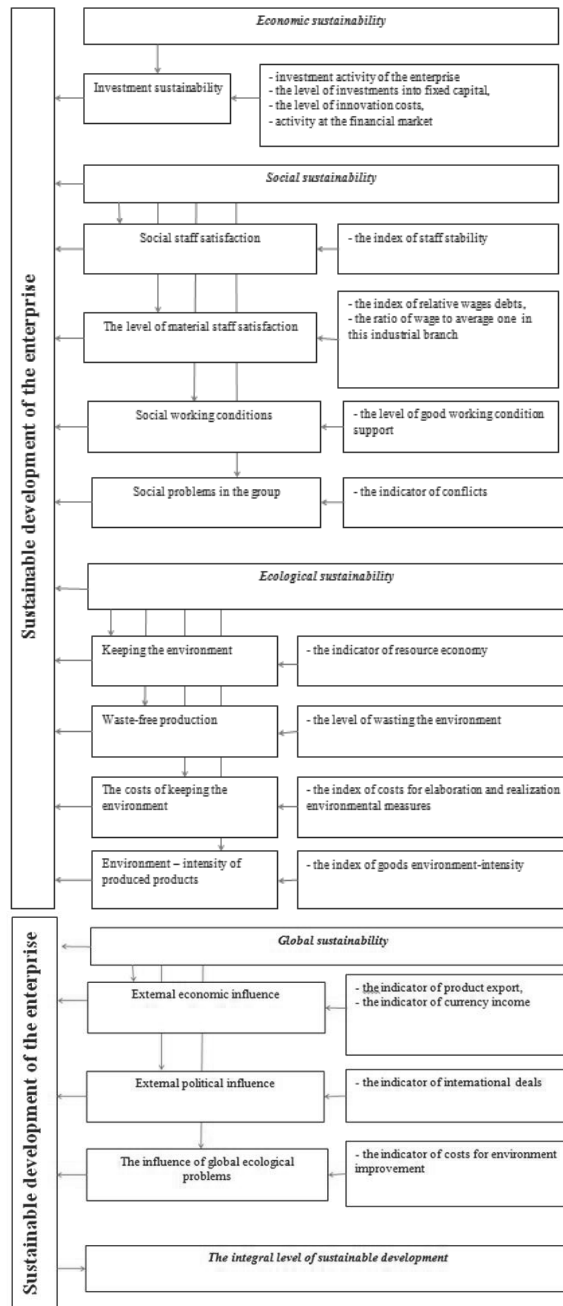 Sustainable development of the enterprise
Economic sustainability
Investment sustainability
- investment activity of the enterprise
- the level of investments into fixed capital,
- the level of innovation costs,
- activity at the financial market
Social sustainability
Social staff satisfaction
- the index of staff stability
The level of material staff satisfaction
- the index of relative wages debts,
- the ratio of wage to average one in
this industrial branch
Social working conditions
- the level of good working condition
support
Social problems in the group
- the indicator of conflicts
Ecological sustainability
Keeping the environment
- the indicator of resource economy
Waste-free production
- the level of wasting the environment
The costs of keeping the
environment
- the index of costs for elaboration and realization
environmental measures
Environment – intensity of
produced products
- the index of goods environment-intensity
Sustainable development of the enterprise
Global sustainability
External economic influence
- the indicator of product export,
- the indicator of currency income
External political influence
- the indicator of international deals
The influence of global ecological
problems
- the indicator of costs for environment
improvement
The integral level of sustainable development